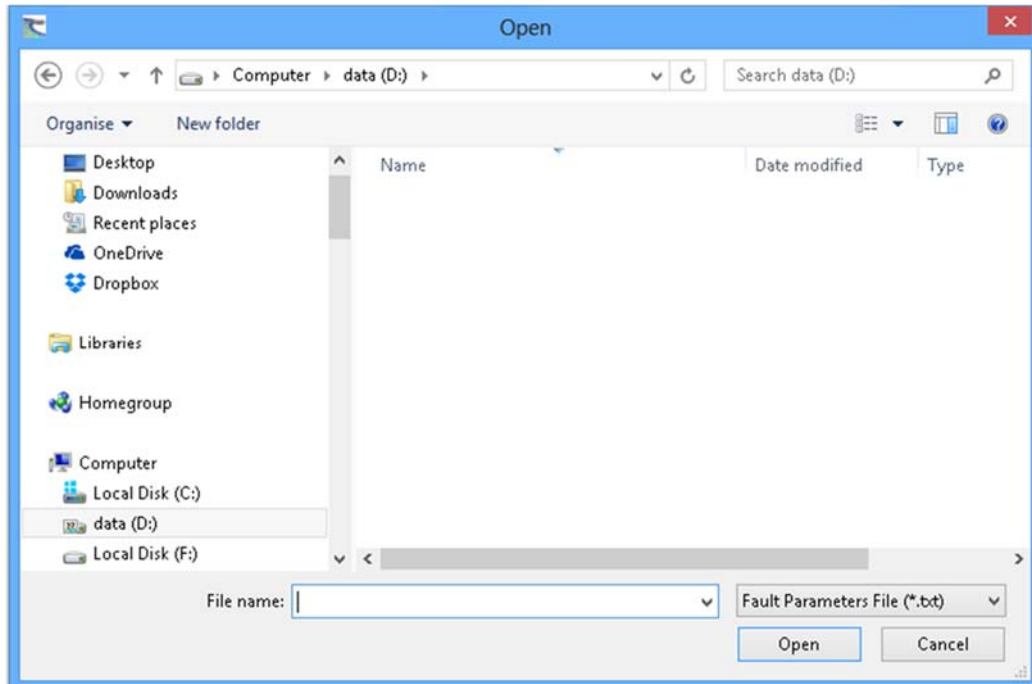 Open
Computer data (D:)
Search data (D:)
Organise New folder
Name Date modified Type
Desktop
Downloads
Recent places
OneDrive
Dropbox
Libraries
Homegroup
Computer
Local Disk (C:)
data (D:)
Local Disk (F:)
File name:
Fault Parameters File (*.txt)
Open Cancel